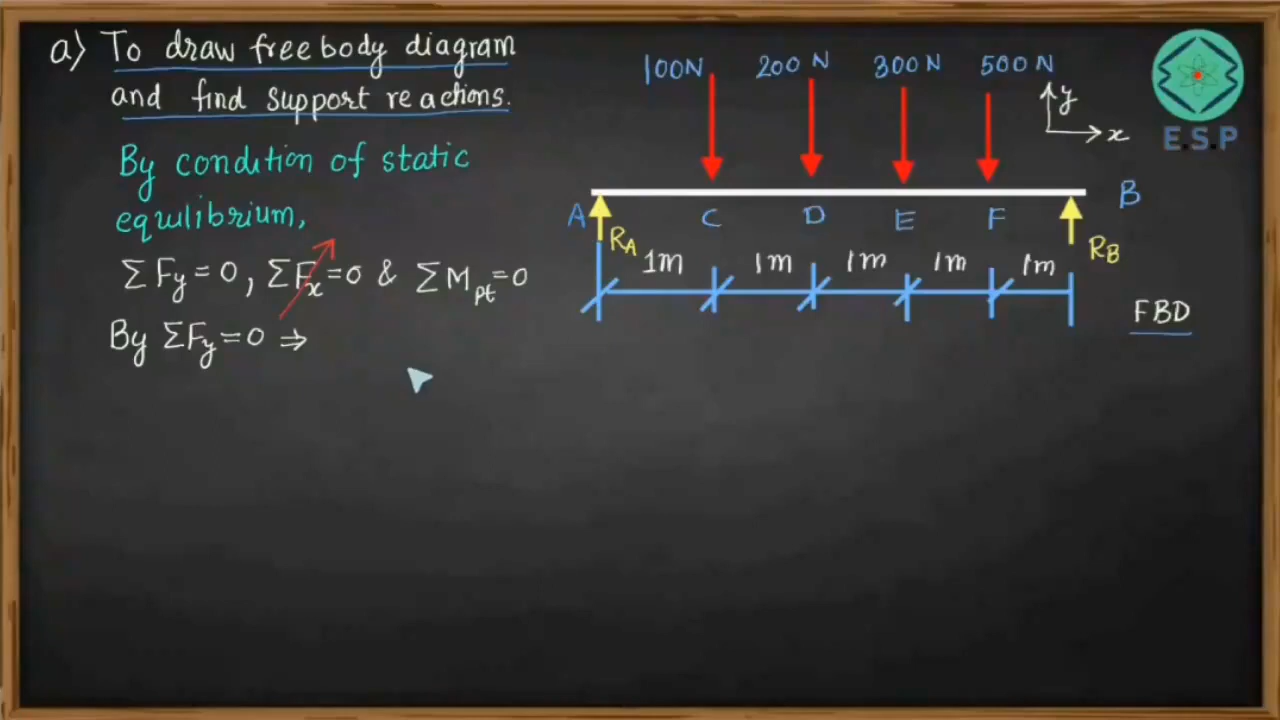 a) To draw free body diagram
and find support reactions.
By condition of static
equilibrium,
ΣFy = 0, ΣFx = 0 & ΣMpt = 0
By ΣFy = 0 ⇒
100N 200 N 300 N 500 N
y
x
E.S.P
A C D E F B
RA RB
1m 1m 1m 1m 1m
FBD